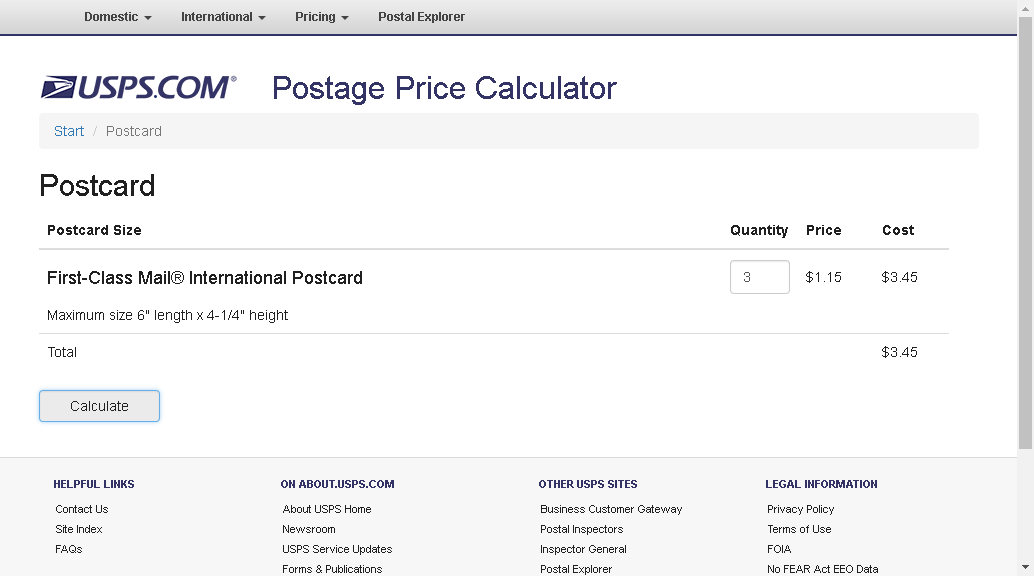 Domestic International Pricing Postal Explorer
USPS.COM® Postage Price Calculator
Start / Postcard
Postcard
Postcard Size Quantity Price Cost
First-Class Mail® International Postcard 3 $1.15 $3.45
Maximum size 6" length x 4-1/4" height
Total $3.45
Calculate
HELPFUL LINKS ON ABOUT.USPS.COM OTHER USPS SITES LEGAL INFORMATION
Contact Us About USPS Home Business Customer Gateway Privacy Policy
Site Index Newsroom Postal Inspectors Terms of Use
FAQs USPS Service Updates Inspector General FOIA
Forms & Publications Postal Explorer No FEAR Act EEO Data